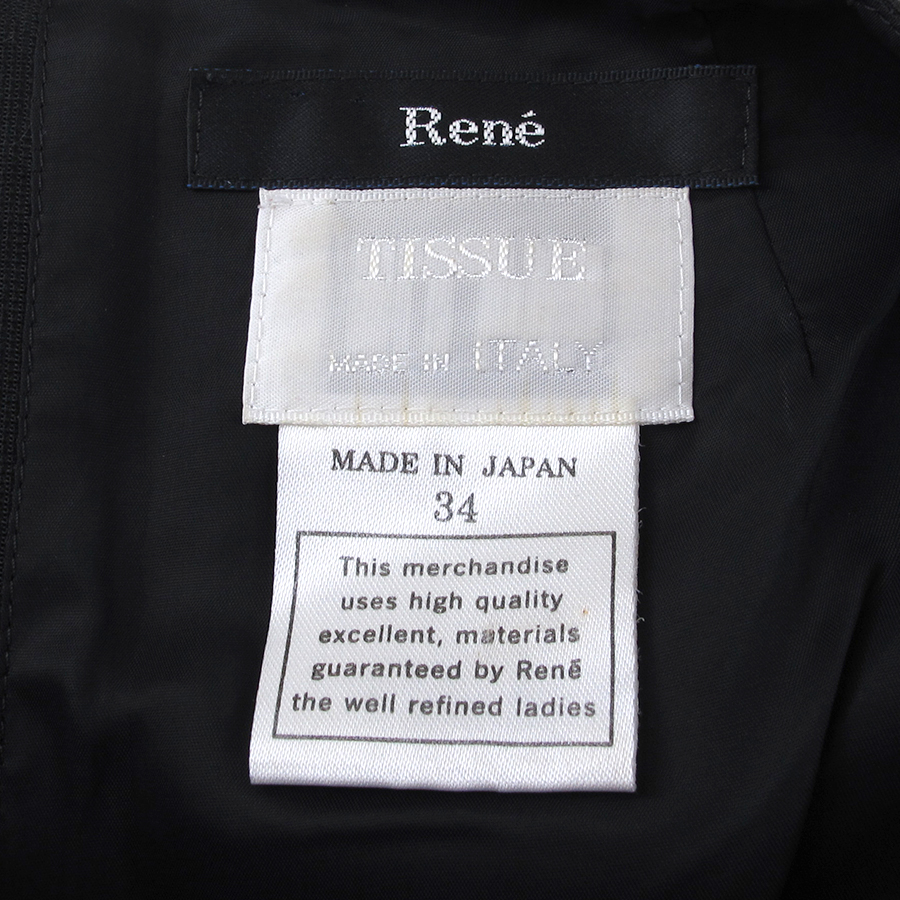 René
TISSUE
MADE IN ITALY
MADE IN JAPAN
34
This merchandise
uses high quality
excellent, materials
guaranteed by René
the well refined ladies